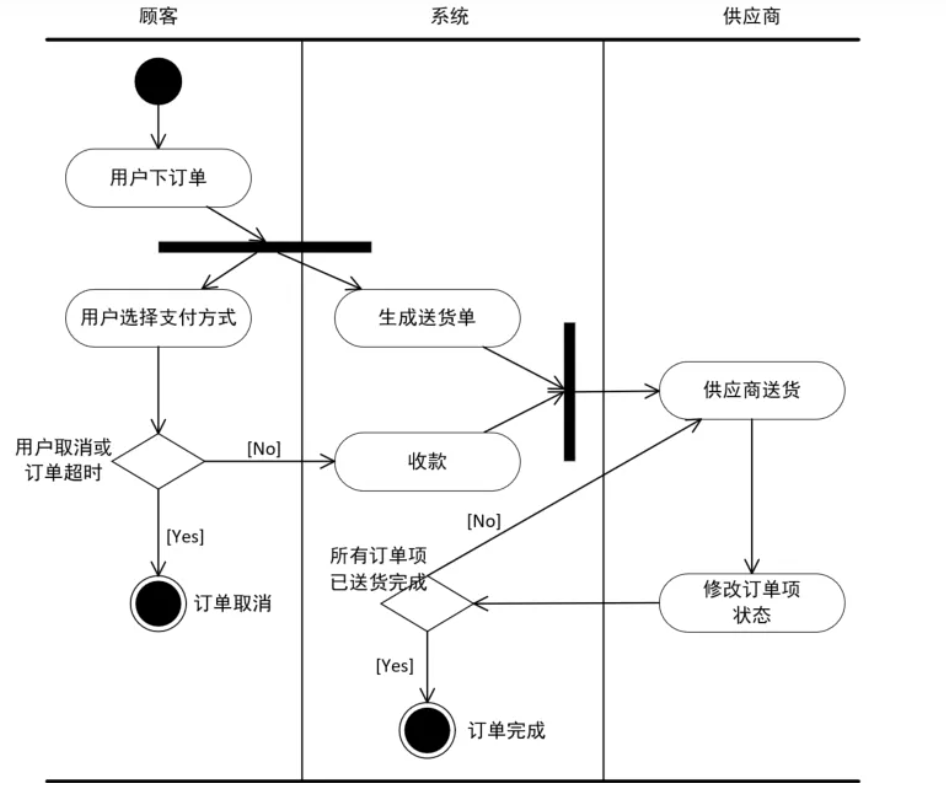 顾客
系统
供应商
用户下订单
用户选择支付方式
生成送货单
供应商送货
用户取消或
订单超时
[No]
收款
[Yes]
[No]
所有订单项
已送货完成
订单取消
修改订单项
状态
[Yes]
订单完成